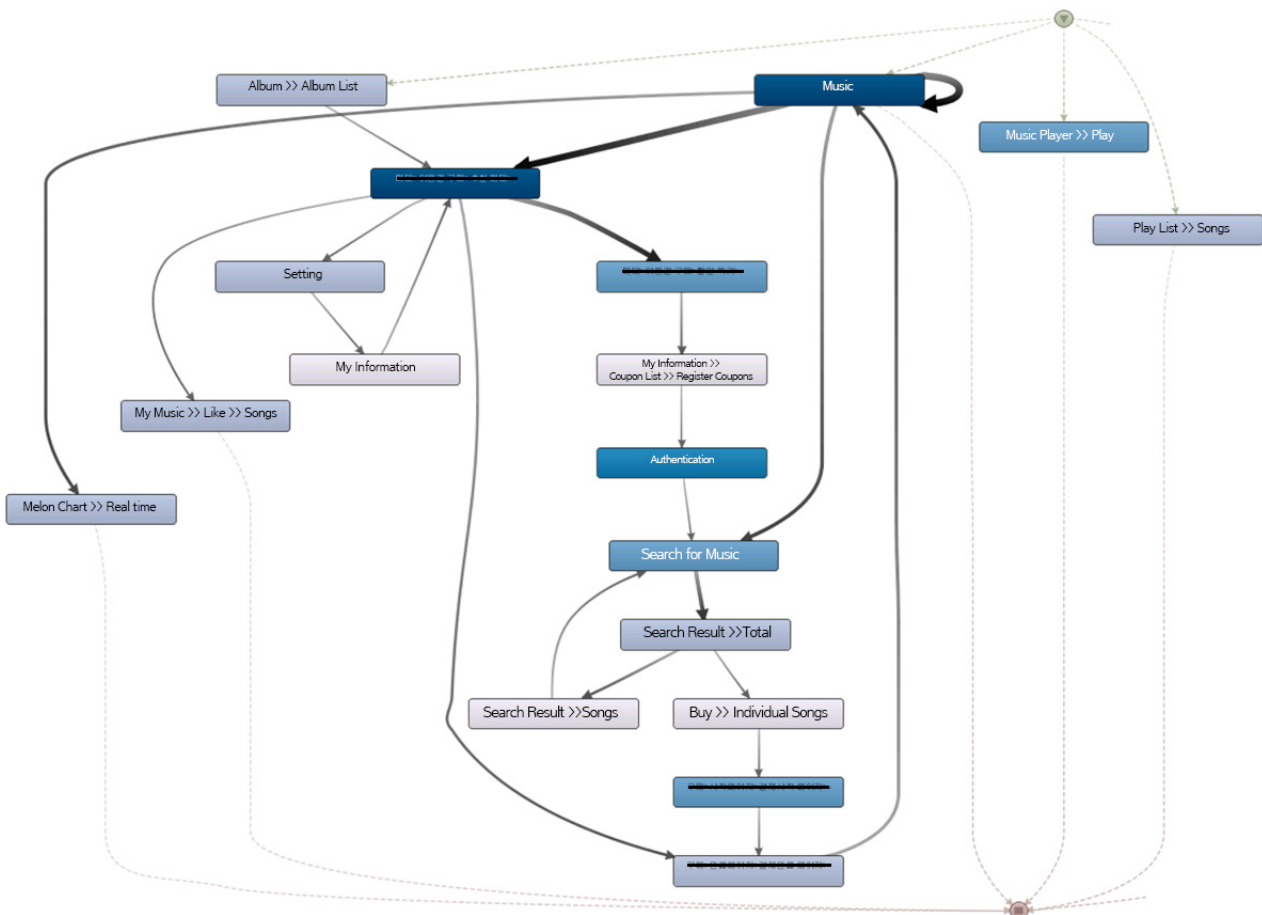 Album >> Album List
Music
Music Player >> Play
Play List >> Songs
Setting
My Information
My Information >>
Coupon List >> Register Coupons
My Music >> Like >> Songs
Authentication
Melon Chart >> Real time
Search for Music
Search Result >>Total
Search Result >>Songs
Buy >> Individual Songs